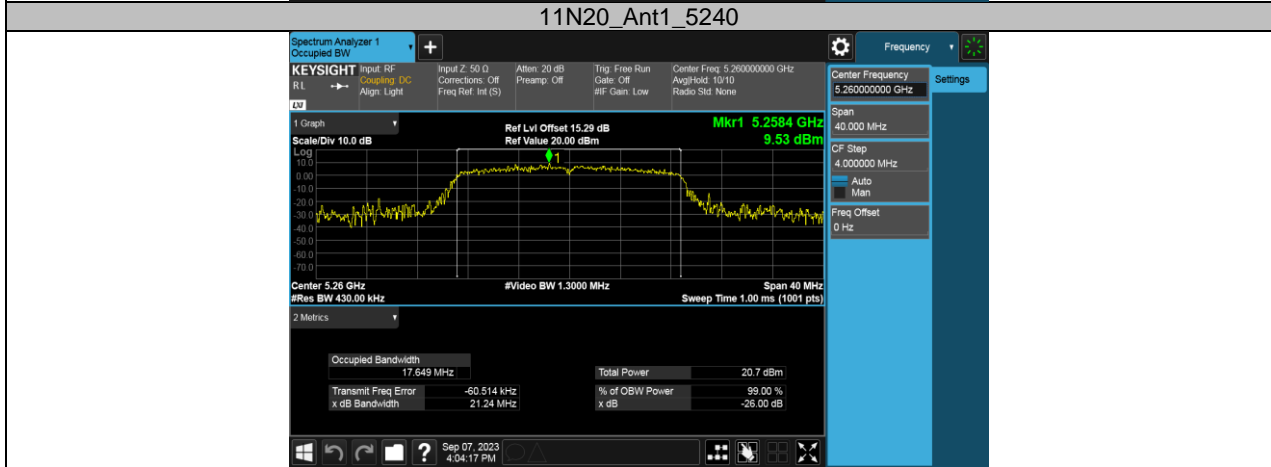 11N20_Ant1_5240
Spectrum Analyzer 1
Occupied BW
+
Frequency
KEYSIGHT
RL
LXI
Input: RF
Coupling: DC
Align: Light
Input Z: 50 Ω
Corrections: Off
Freq Ref: Int (S)
Atten: 20 dB
Preamp: Off
Trig: Free Run
Gate: Off
#IF Gain: Low
Center Freq: 5.260000000 GHz
Avg|Hold: 10/10
Radio Std: None
Center Frequency
5.260000000 GHz
Settings
Span
40.000 MHz
CF Step
4.000000 MHz
Auto
Man
Freq Offset
0 Hz
1 Graph
Scale/Div 10.0 dB
Ref Lvl Offset 15.29 dB
Ref Value 20.00 dBm
Mkr1 5.2584 GHz
9.53 dBm
Log
1
10.0
0.00
-10.0
-20.0
-30.0
-40.0
-50.0
-60.0
-70.0
Center 5.26 GHz
#Res BW 430.00 kHz
#Video BW 1.3000 MHz
Span 40 MHz
Sweep Time 1.00 ms (1001 pts)
2 Metrics
Occupied Bandwidth
17.649 MHz
Total Power 20.7 dBm
Transmit Freq Error -60.514 kHz
% of OBW Power 99.00 %
x dB Bandwidth 21.24 MHz
x dB -26.00 dB
?
Sep 07, 2023
4:04:17 PM